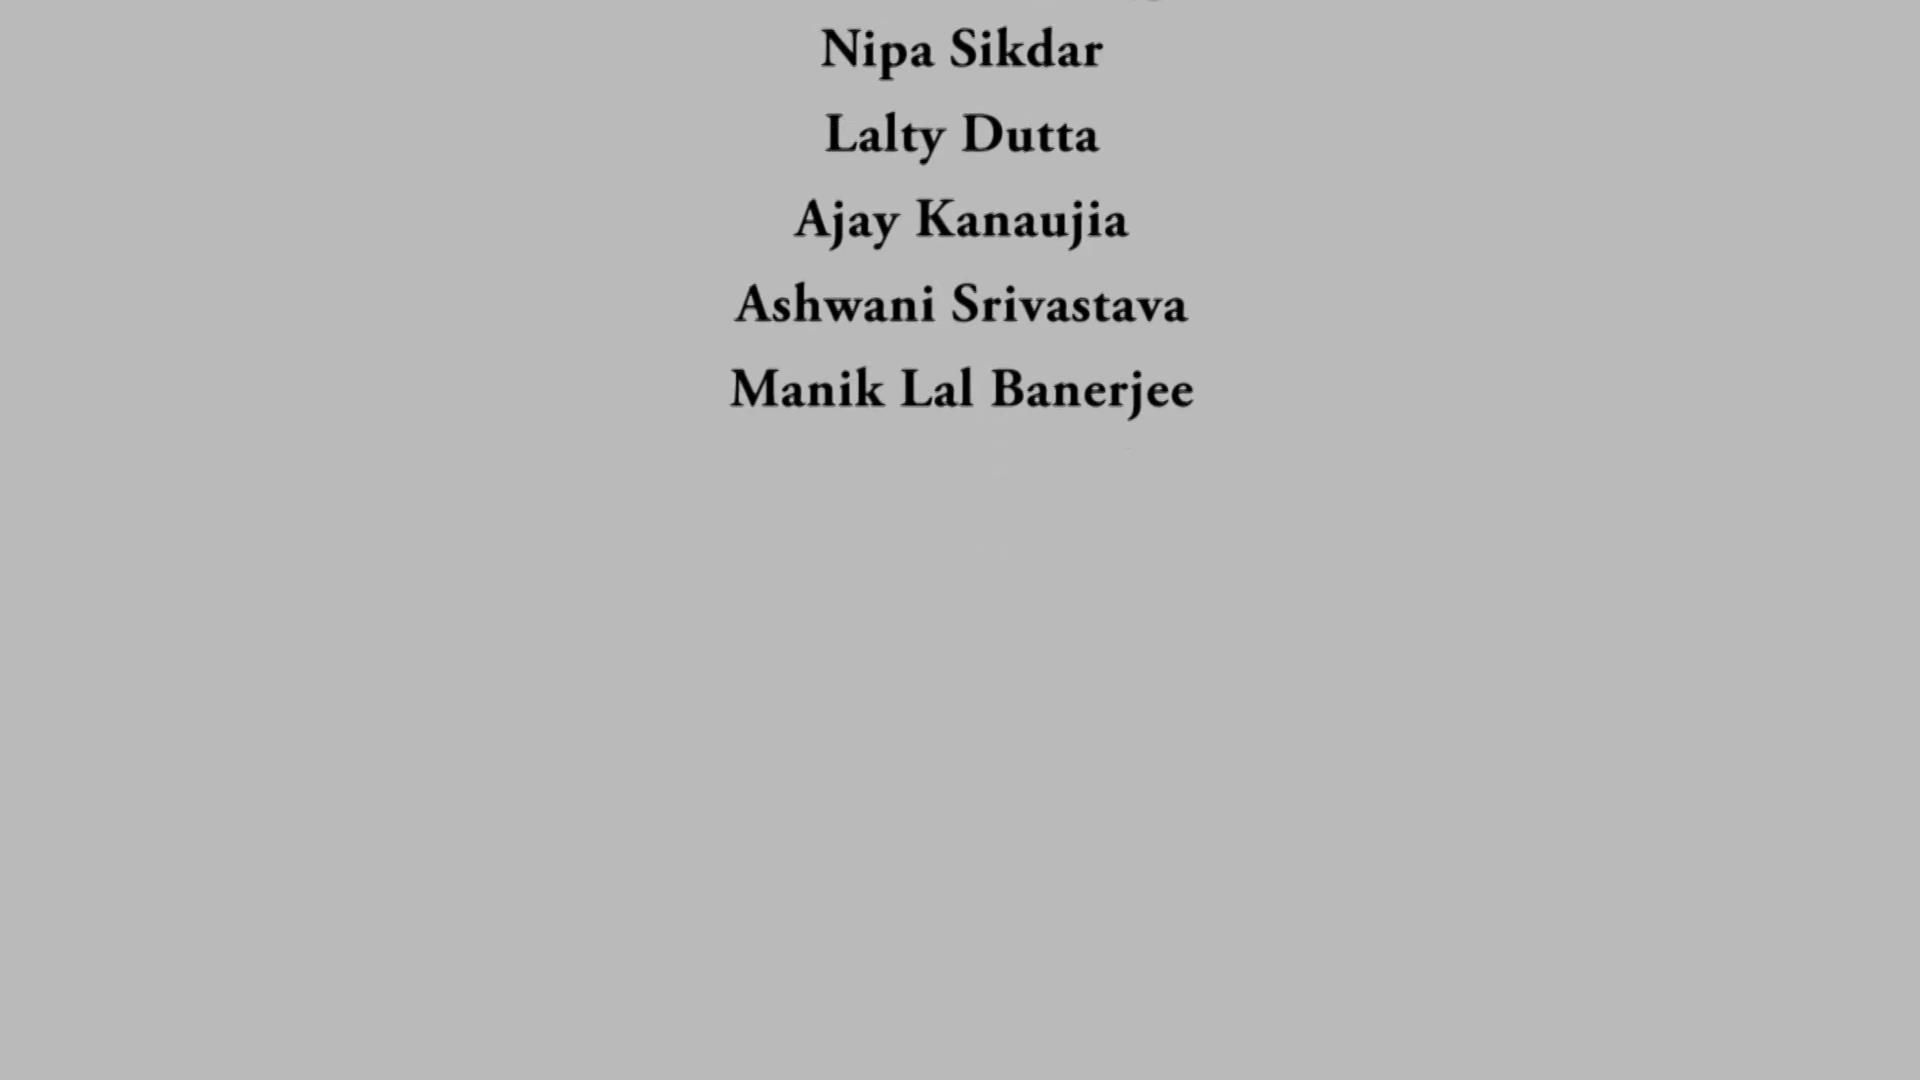 Nipa Sikdar
Lalty Dutta
Ajay Kanaujia
Ashwani Srivastava
Manik Lal Banerjee